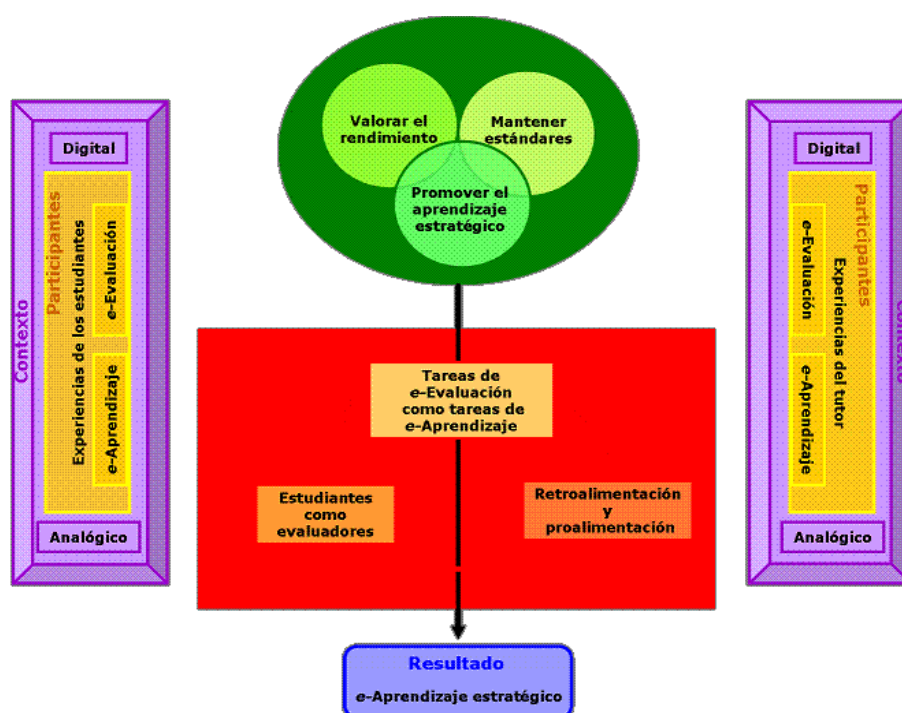 Valorar el
rendimiento
Mantener
estándares
Promover el
aprendizaje
estratégico
Contexto
Digital
Participantes
Experiencias de los estudiantes
e-Evaluación
e-Aprendizaje
Analógico
Tareas de
e-Evaluación
como tareas de
e-Aprendizaje
Estudiantes
como
evaluadores
Retroalimentación
y
proalimentación
Digital
Participantes
Experiencias del tutor
e-Evaluación
e-Aprendizaje
Analógico
Contexto
Resultado
e-Aprendizaje estratégico